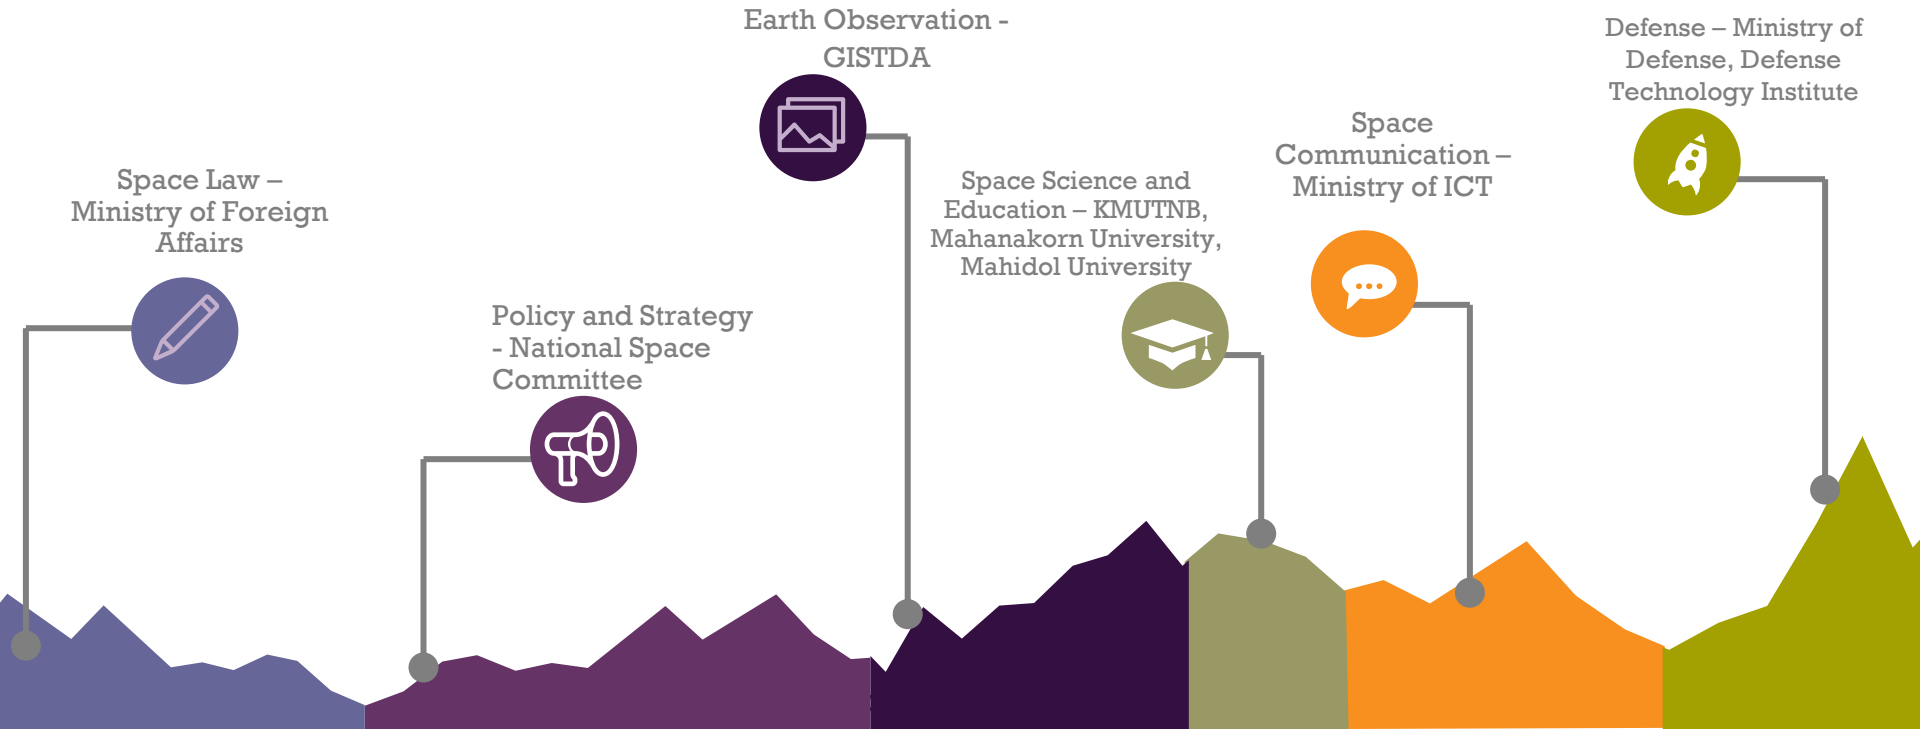 Space Law –
Ministry of Foreign
Affairs
Policy and Strategy
- National Space
Committee
Earth Observation -
GISTDA
Space Science and
Education – KMUTNB,
Mahanakorn University,
Mahidol University
Space
Communication –
Ministry of ICT
Defense – Ministry of
Defense, Defense
Technology Institute